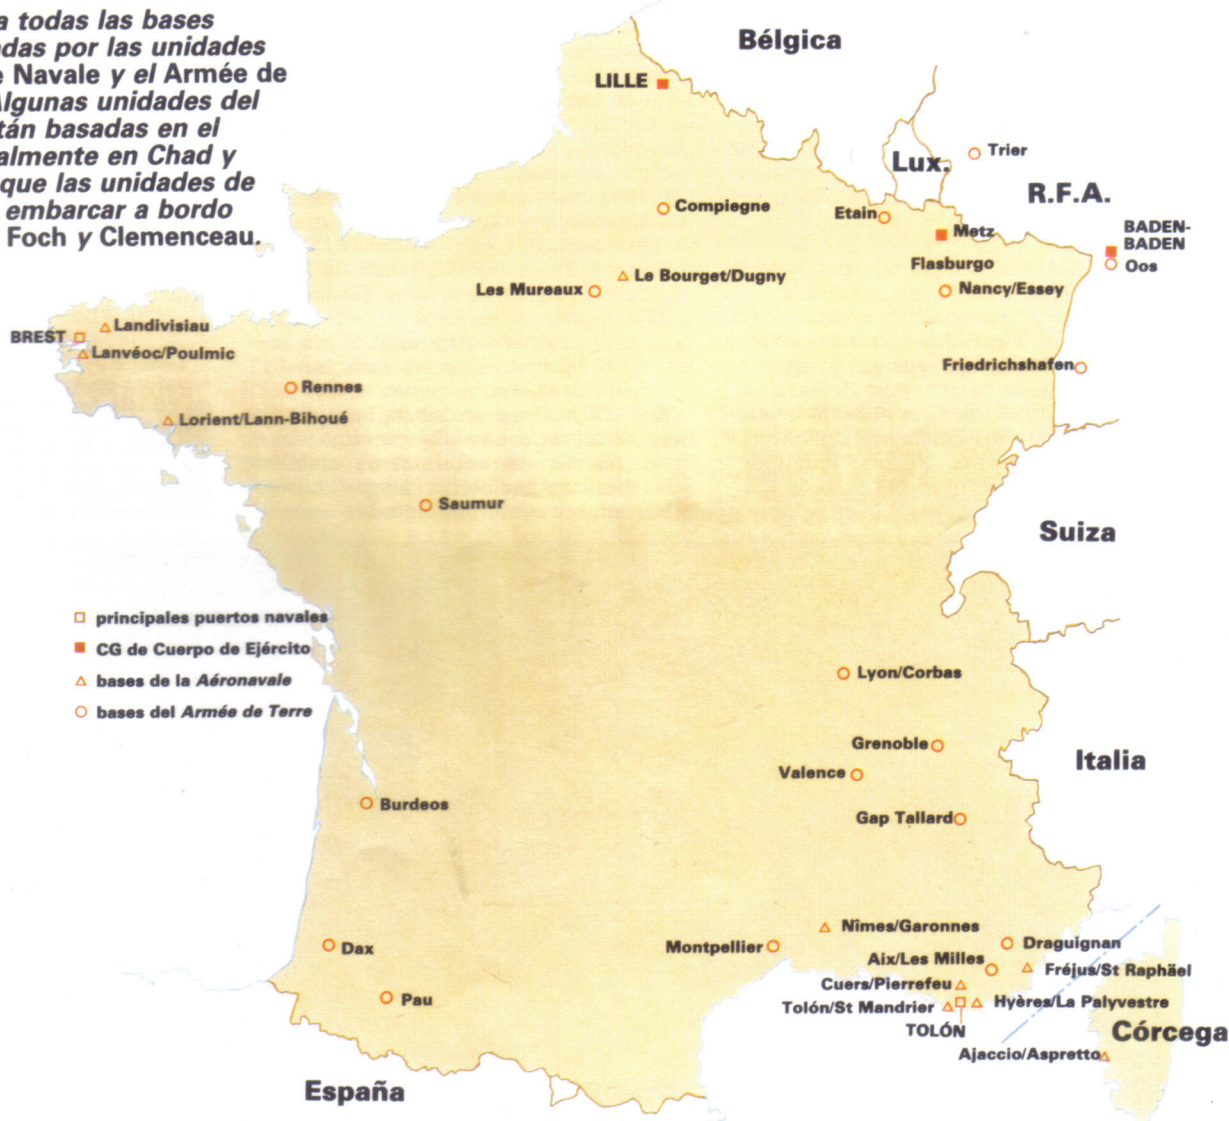 a todas las bases
adas por las unidades
e Navale y el Armée de
Algunas unidades del
tán basadas en el
almente en Chad y
que las unidades de
embarcar a bordo
Foch y Clemenceau.
Bélgica
LILLE
Lux.
Trier
R.F.A.
Compiegne
Etain
Metz
BADEN-
BADEN
Oos
Flasburgo
Le Bourget/Dugny
Les Mureaux
Nancy/Essey
Landivisiau
BREST
Lanvéoc/Poulmic
Friedrichshafen
Rennes
Lorient/Lann-Bihoué
Saumur
Suiza
principales puertos navales
CG de Cuerpo de Ejército
bases de la Aéronavale
bases del Armée de Terre
Lyon/Corbas
Grenoble
Valence
Italia
Burdeos
Gap Tallard
Nîmes/Garonnes
Dax
Montpellier
Draguignan
Aix/Les Milles
Fréjus/St Raphäel
Cuers/Pierrefeu
Pau
Tolón/St Mandrier
Hyères/La Palyvestre
TOLÓN
Córcega
Ajaccio/Aspretto
España